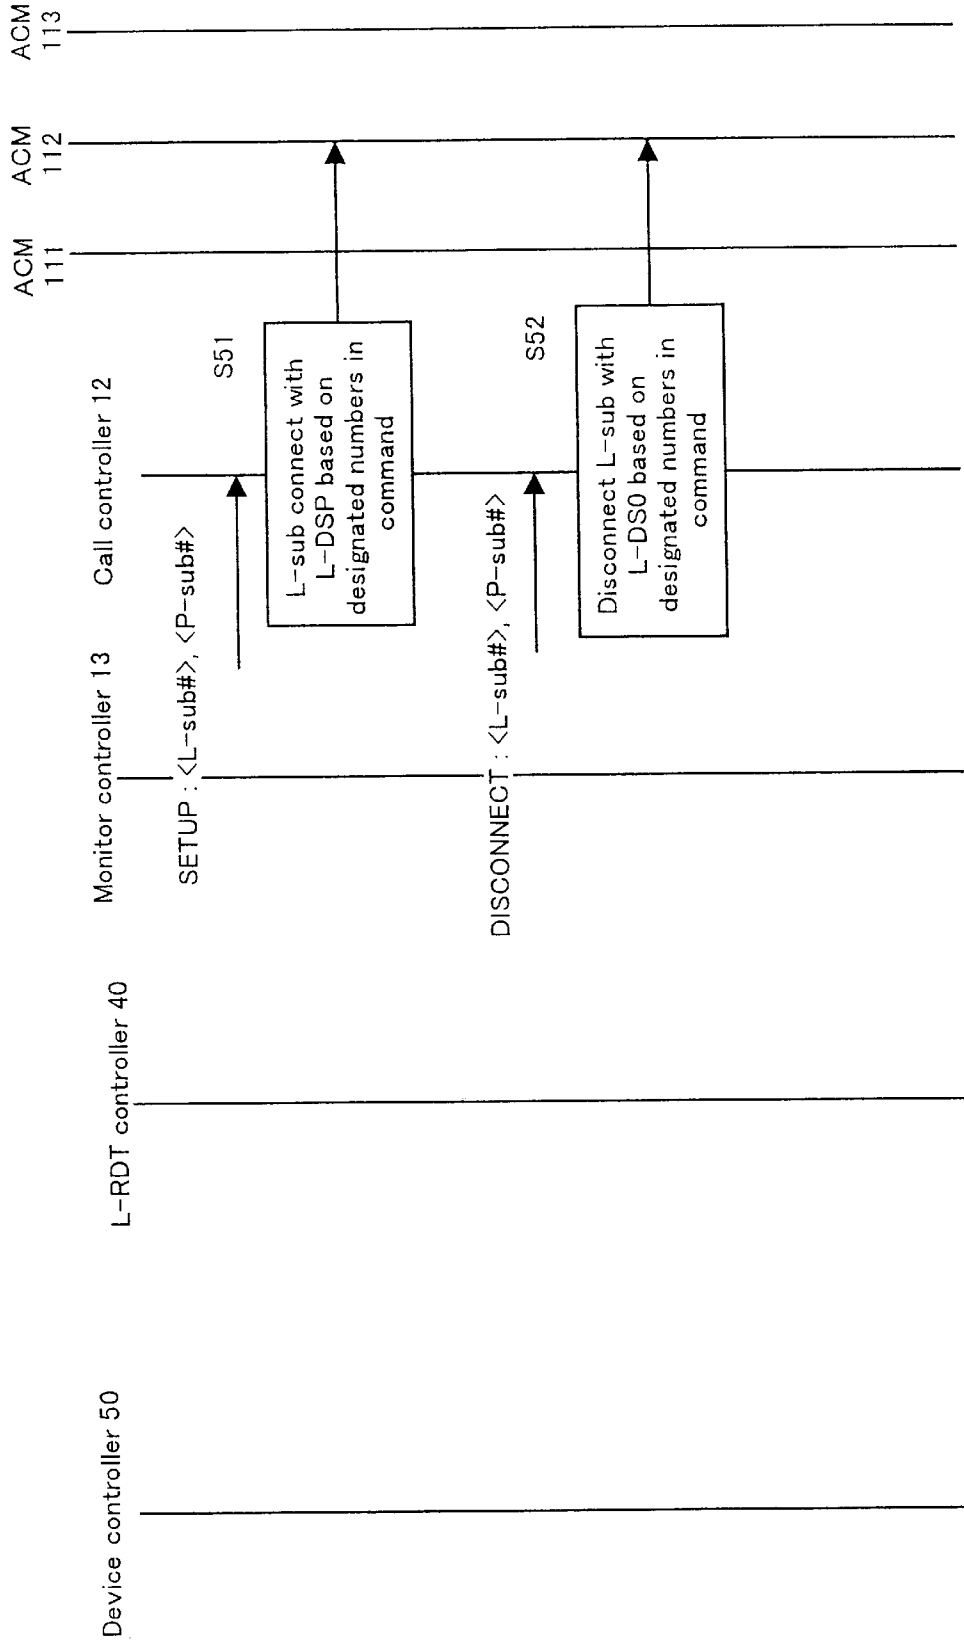 Device controller 50
L-RDT controller 40
Monitor controller 13
Call controller 12
ACM
111
ACM
112
ACM
113
SETUP : <L-sub#>, <P-sub#>
S51
L-sub connect with
L-DSP based on
designated numbers in
command
DISCONNECT : <L-sub#>, <P-sub#>
S52
Disconnect L-sub with
L-DS0 based on
designated numbers in
command